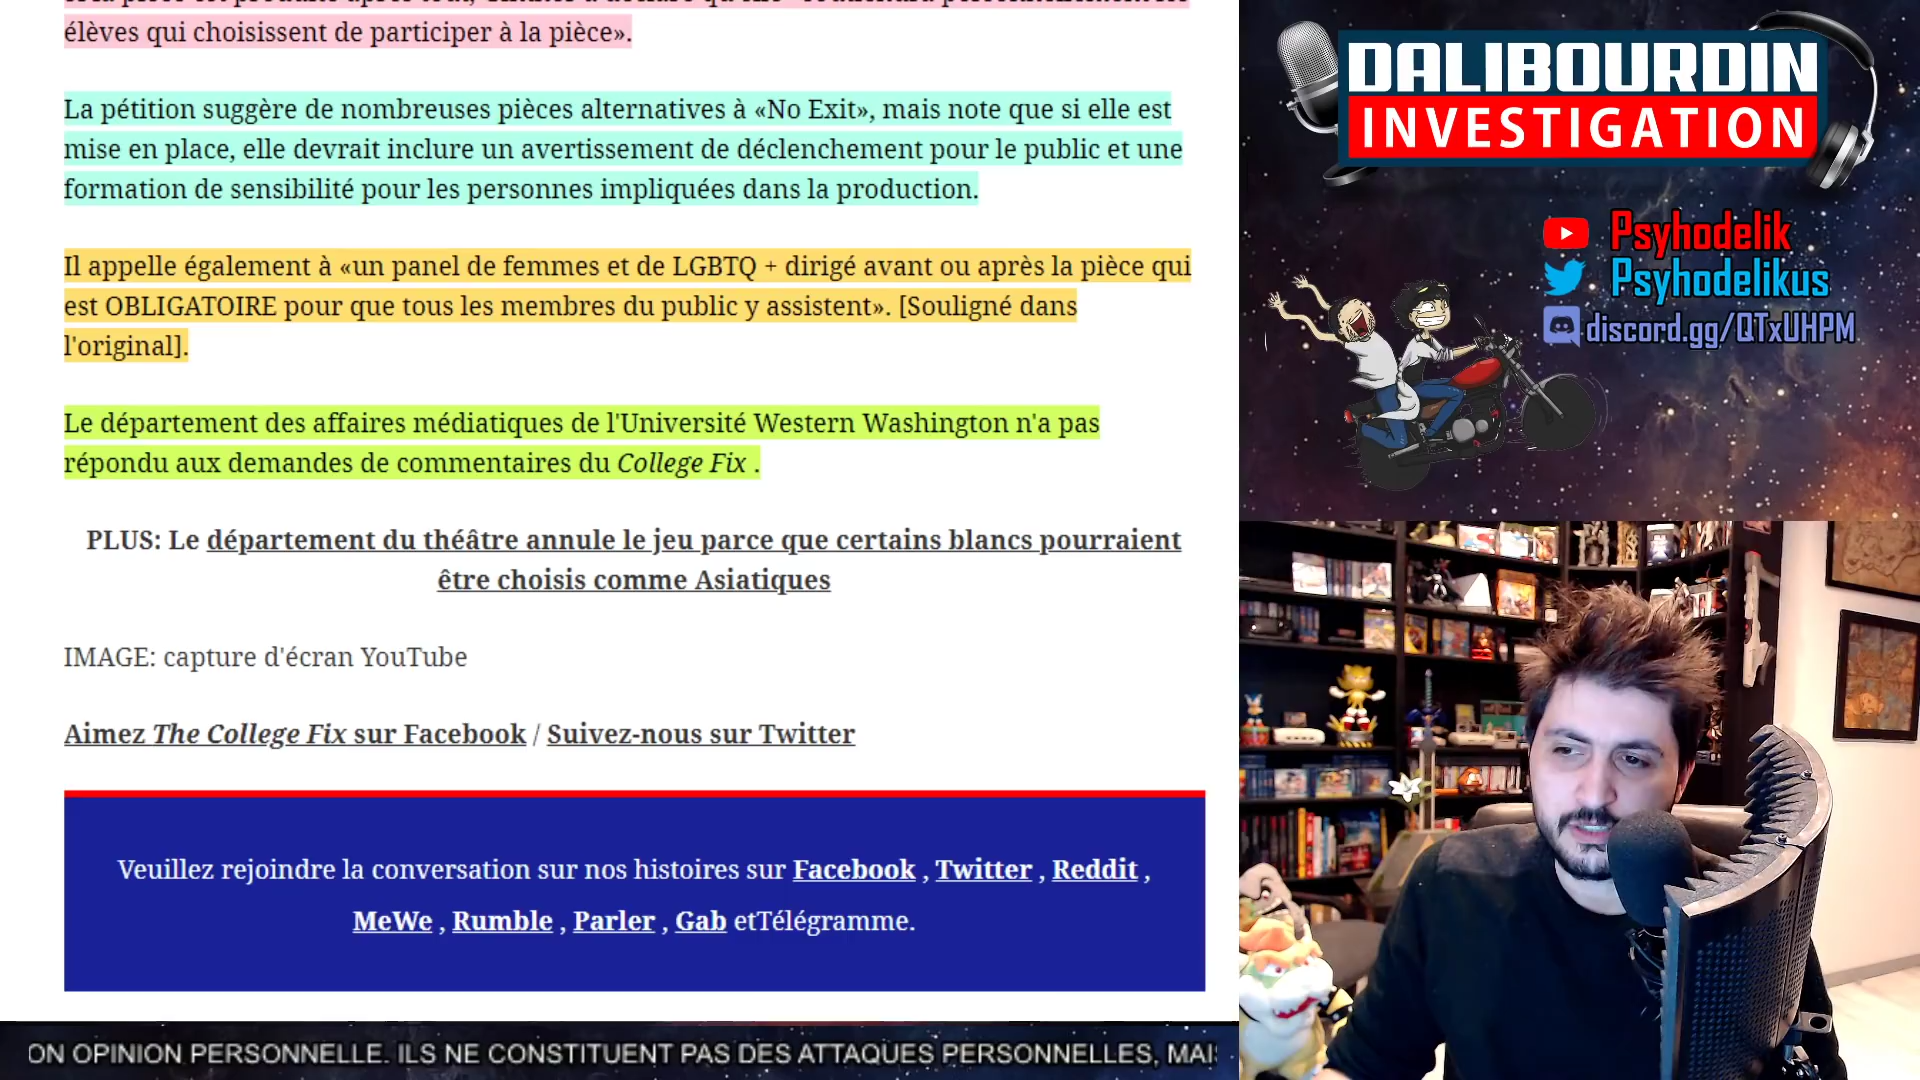 élèves qui choisissent de participer à la pièce».
La pétition suggère de nombreuses pièces alternatives à «No Exit», mais note que si elle est
mise en place, elle devrait inclure un avertissement de déclenchement pour le public et une
formation de sensibilité pour les personnes impliquées dans la production.
Il appelle également à «un panel de femmes et de LGBTQ + dirigé avant ou après la pièce qui
est OBLIGATOIRE pour que tous les membres du public y assistent». [Souligné dans
l'original].
Le département des affaires médiatiques de l'Université Western Washington n'a pas
répondu aux demandes de commentaires du College Fix .
PLUS: Le département du théâtre annule le jeu parce que certains blancs pourraient
être choisis comme Asiatiques
IMAGE: capture d'écran YouTube
Aimez The College Fix sur Facebook / Suivez-nous sur Twitter
Veuillez rejoindre la conversation sur nos histoires sur Facebook , Twitter , Reddit ,
MeWe , Rumble , Parler , Gab etTélégramme.
ON OPINION PERSONNELLE. ILS NE CONSTITUENT PAS DES ATTAQUES PERSONNELLES, MAI
DALIBOURDIN
INVESTIGATION
Psyhodelik
Psyhodelikus
discord.gg/QTxUHPM